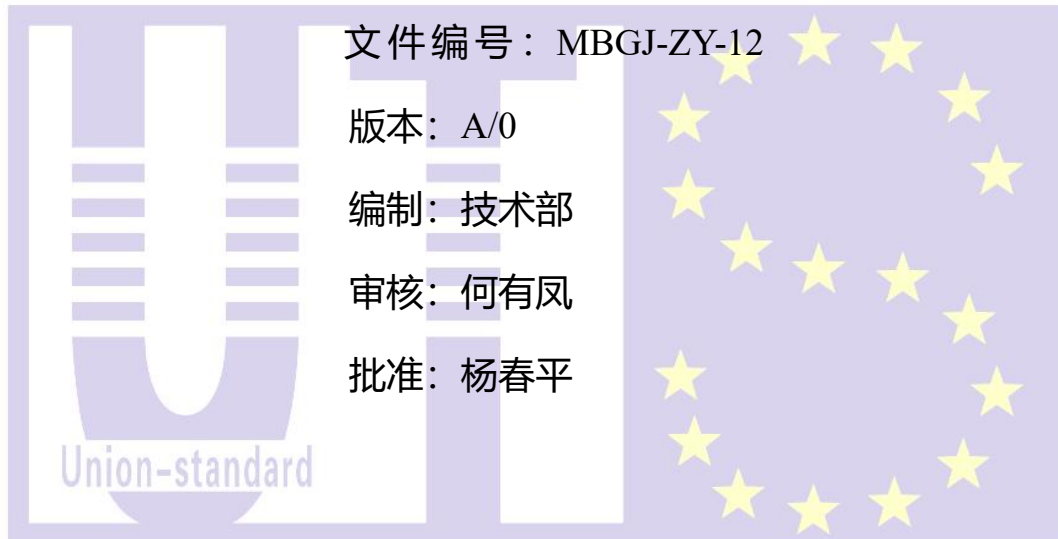 文件编号：MBGJ-ZY-12
版本：A/0
编制：技术部
审核：何有凤
批准：杨春平
Union-standard